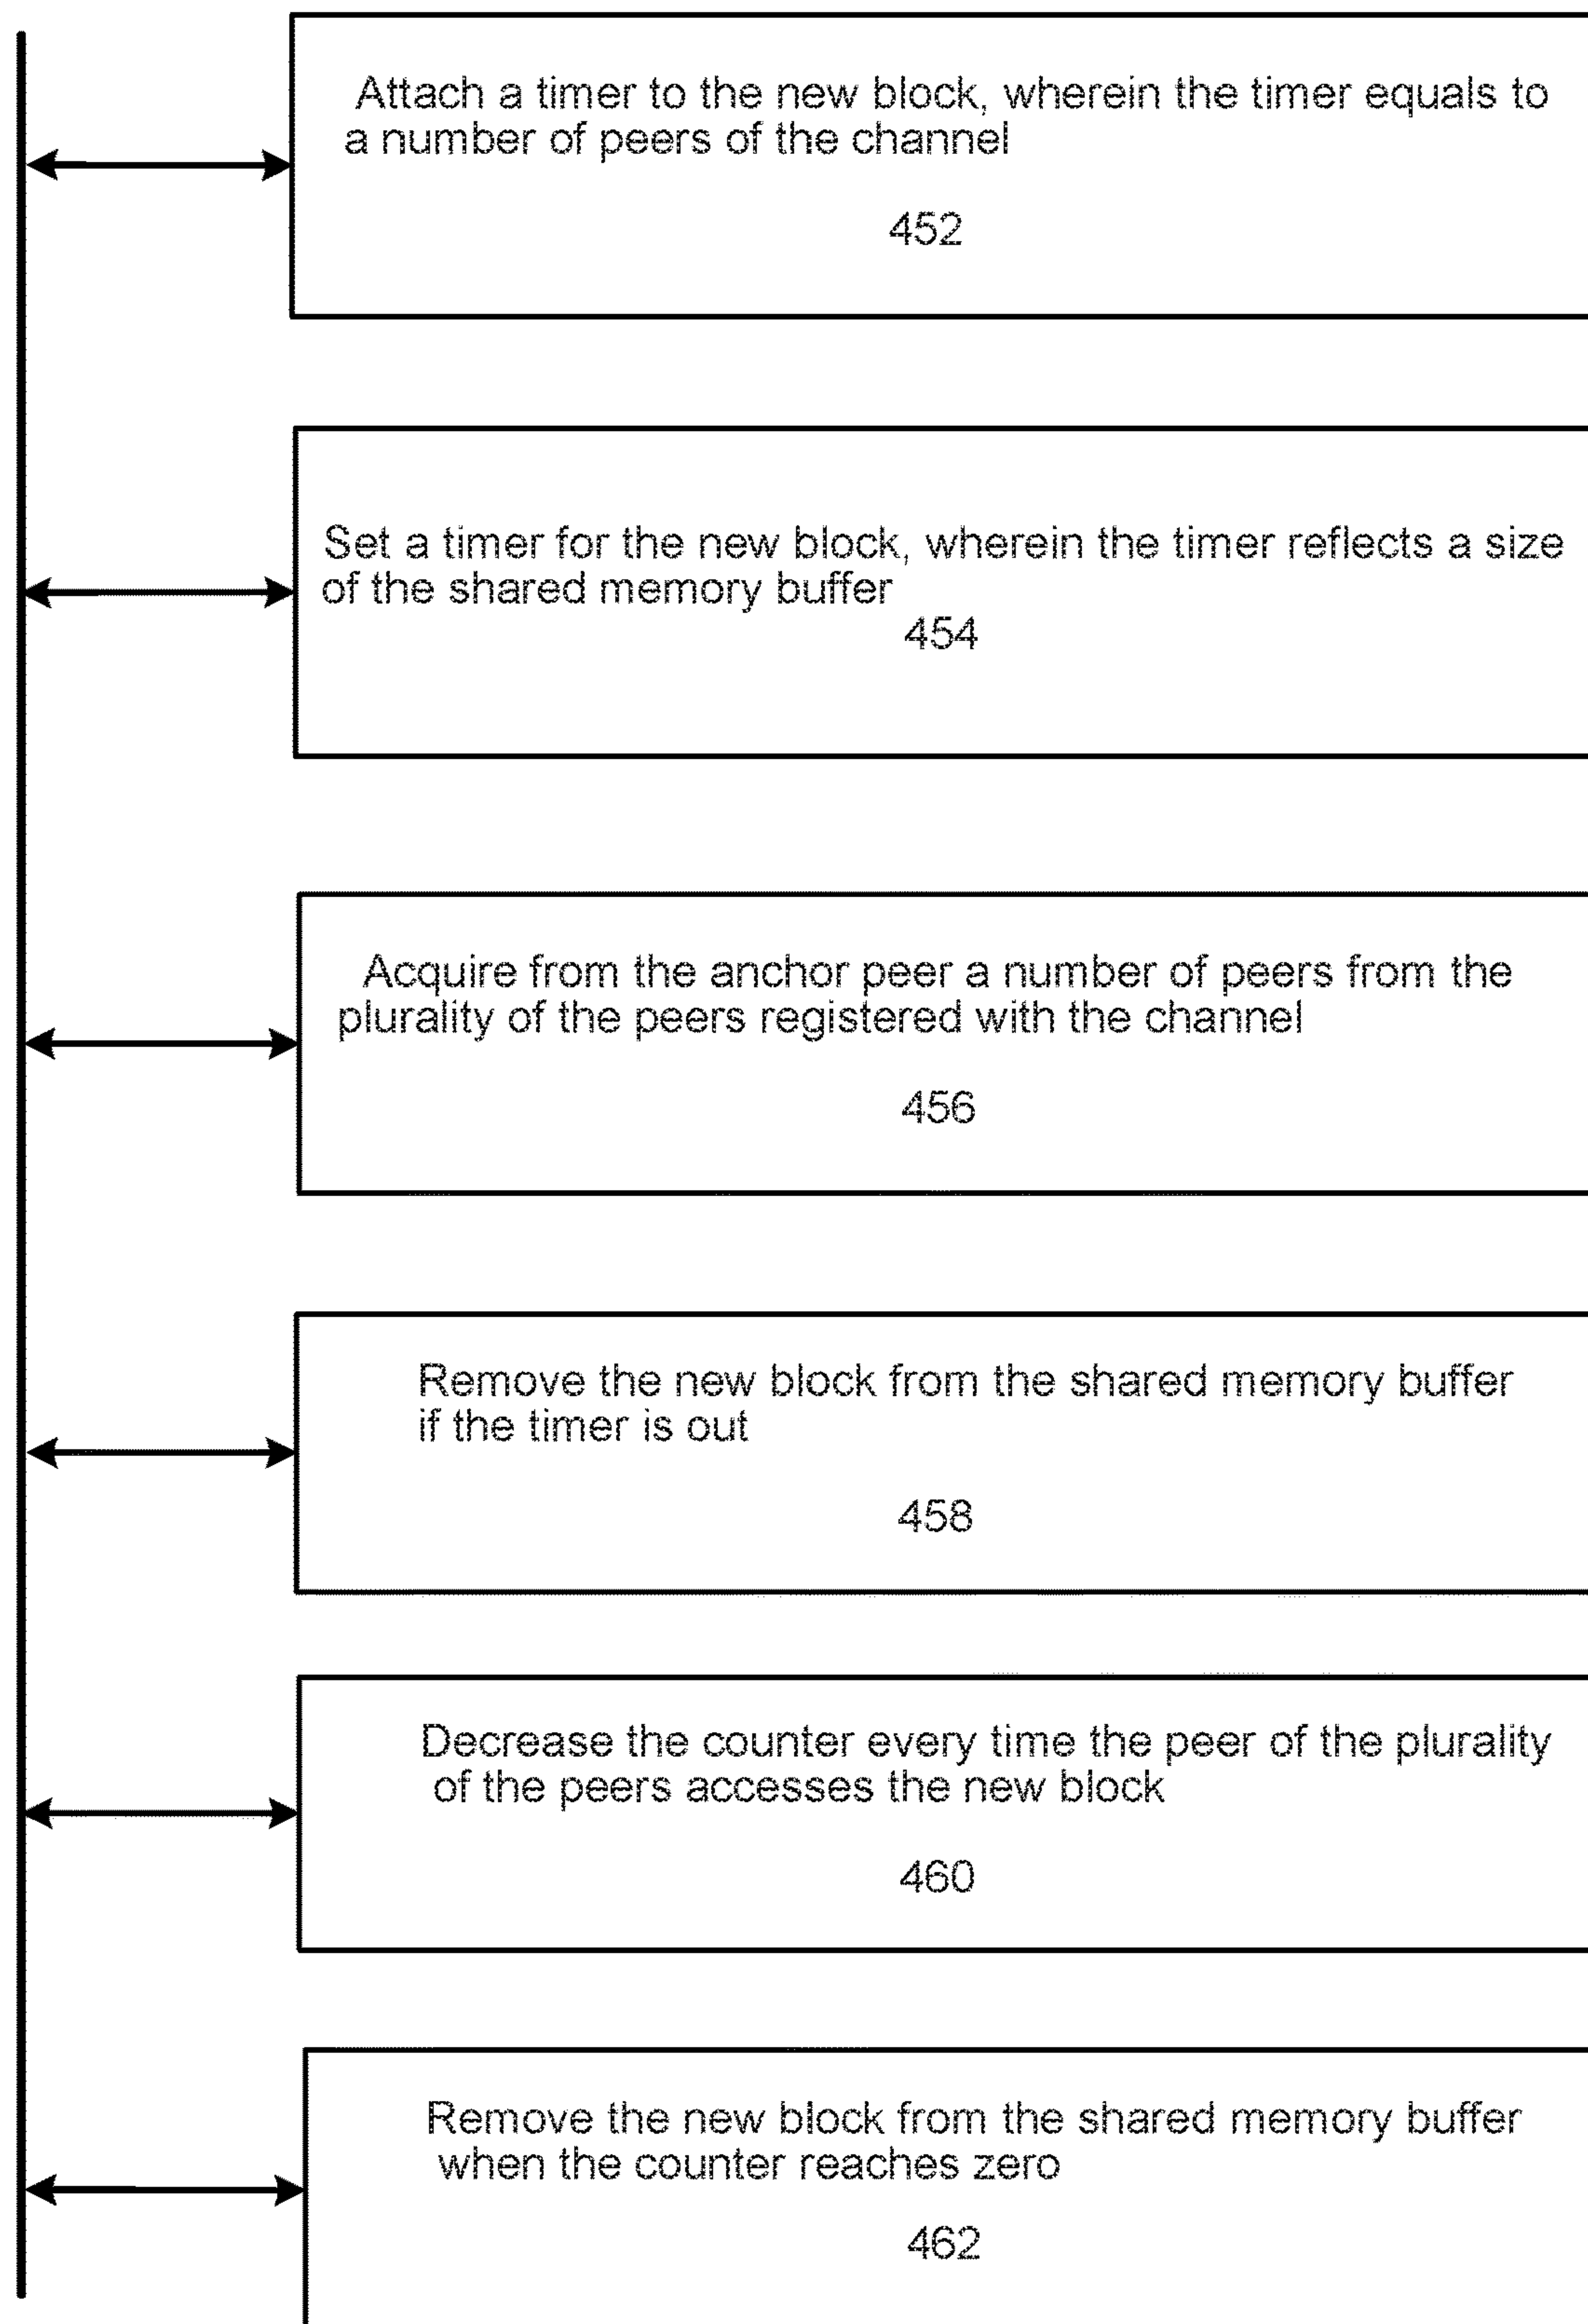 Attach a timer to the new block, wherein the timer equals to
a number of peers of the channel
452
Set a timer for the new block, wherein the timer reflects a size
of the shared memory buffer
454
Acquire from the anchor peer a number of peers from the
plurality of the peers registered with the channel
456
Remove the new block from the shared memory buffer
if the timer is out
458
Decrease the counter every time the peer of the plurality
of the peers accesses the new block
460
Remove the new block from the shared memory buffer
when the counter reaches zero
462